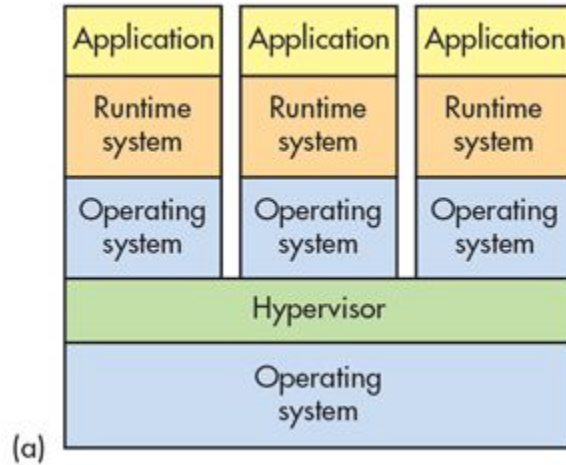 Application Application Application
Runtime system Runtime system Runtime system
Operating system Operating system Operating system
Hypervisor
Operating
system
(a)